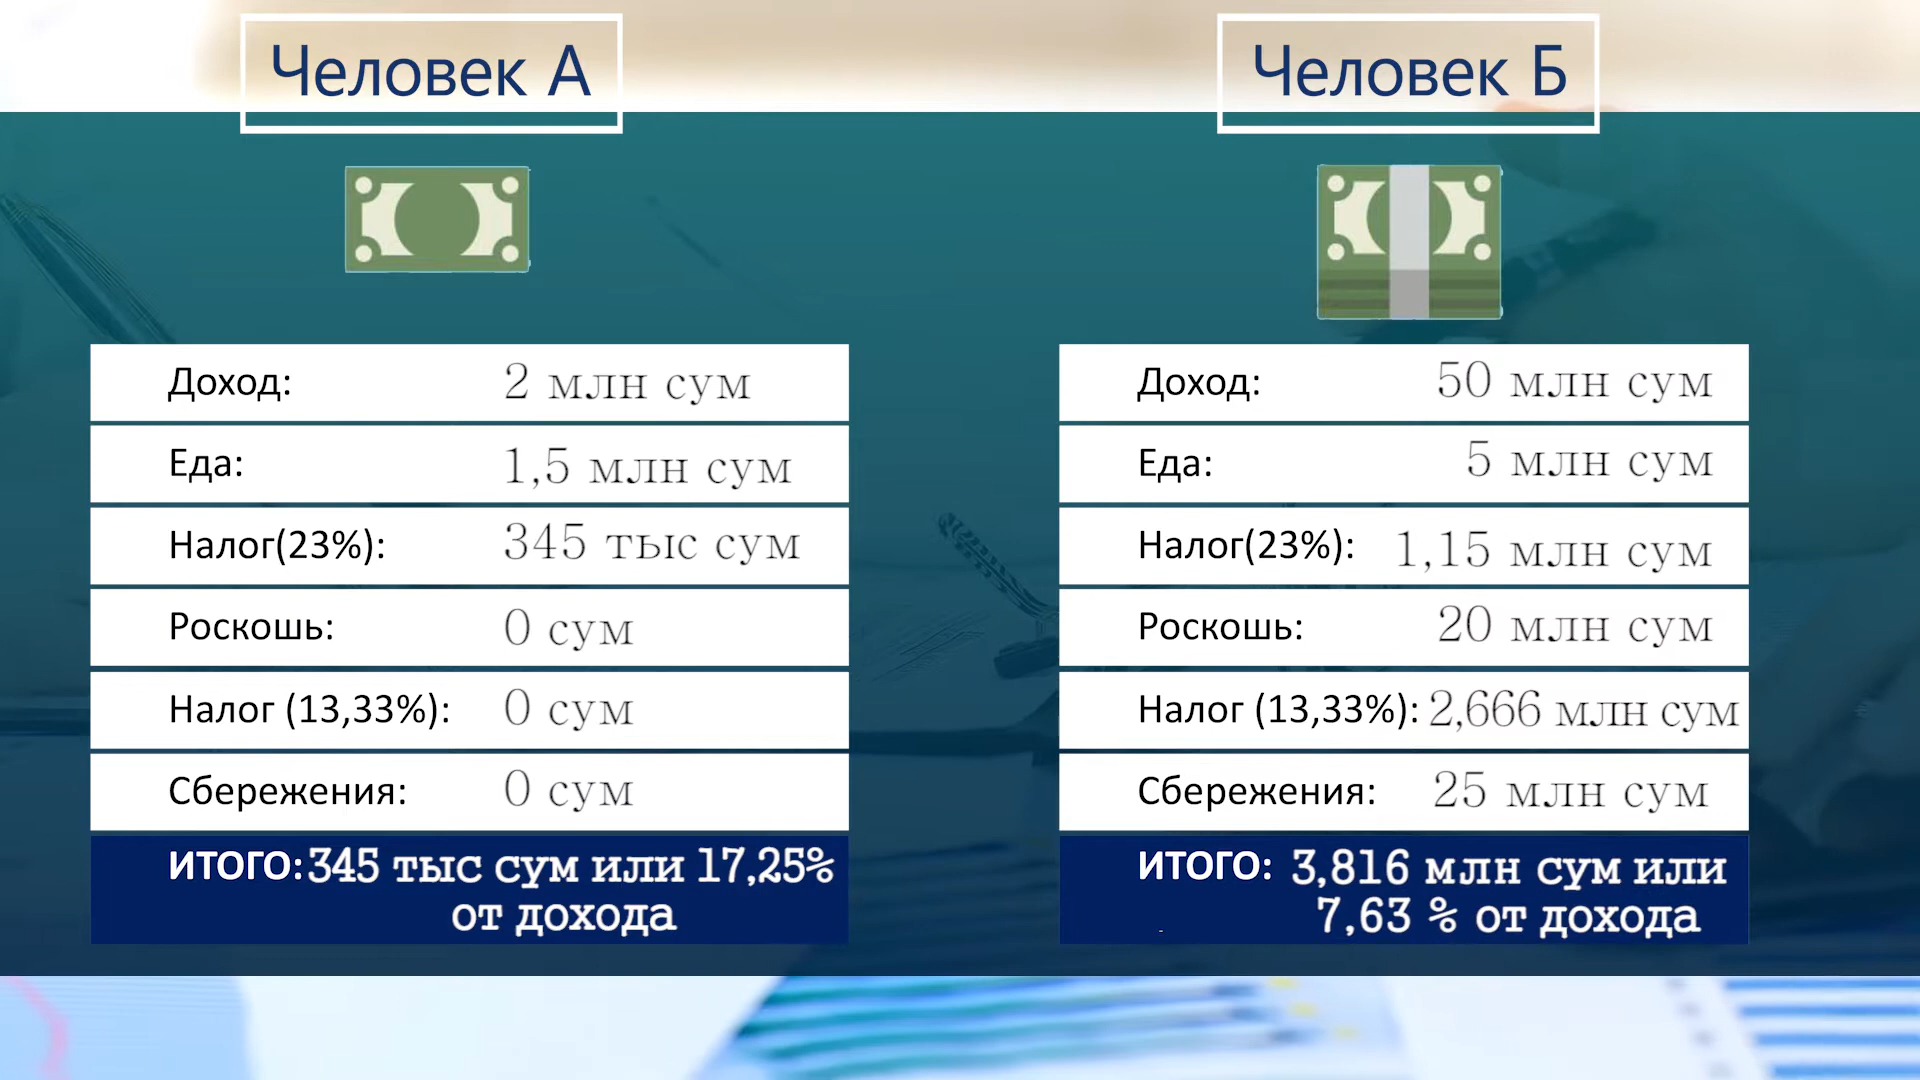 Человек А
Доход: 2 млн сум
Еда: 1,5 млн сум
Налог(23%): 345 тыс сум
Роскошь: 0 сум
Налог (13,33%): 0 сум
Сбережения: 0 сум
ИТОГО: 345 тыс сум или 17,25%
от дохода
Человек Б
Доход: 50 млн сум
Еда: 5 млн сум
Налог(23%): 1,15 млн сум
Роскошь: 20 млн сум
Налог (13,33%): 2,666 млн сум
Сбережения: 25 млн сум
ИТОГО: 3,816 млн сум или
7,63 % от дохода